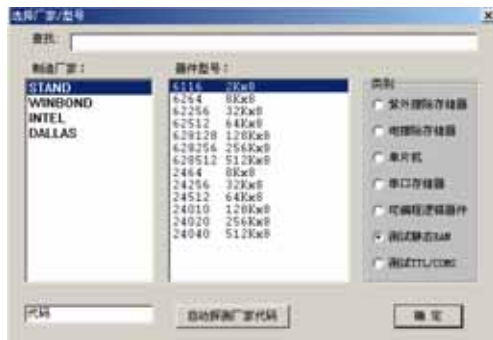 选择厂家/型号
查找:
制造厂家:
器件型号:
类别
STAND
WINBOND
INTEL
DALLAS
6116 2Kx8
6264 8Kx8
62256 32Kx8
62512 64Kx8
628128 128Kx8
628256 256Kx8
628512 512Kx8
2464 8Kx8
24256 32Kx8
24512 64Kx8
24010 128Kx8
24020 256Kx8
24040 512Kx8
紫外擦除存储器
电擦除存储器
单片机
串口存储器
可编程逻辑器件
测试静态RAM
测试TTL/COMS
代码
自动探测厂家代码
确 定